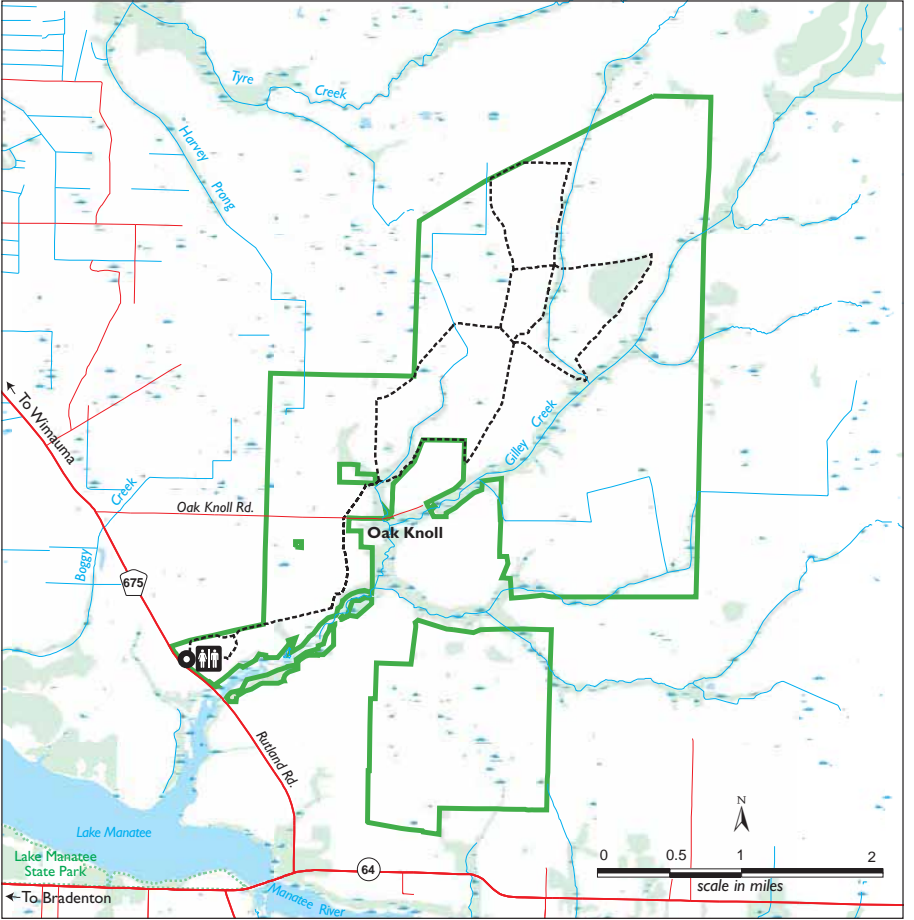 Tyre
Creek
Harvey
Prong
To Wimauma
Gilley Creek
Creek
Boggy
Oak Knoll Rd.
Oak Knoll
675
Rutland Rd.
N
Lake Manatee
0 0.5 1 2
scale in miles
Lake Manatee
State Park
64
To Bradenton
Manatee River